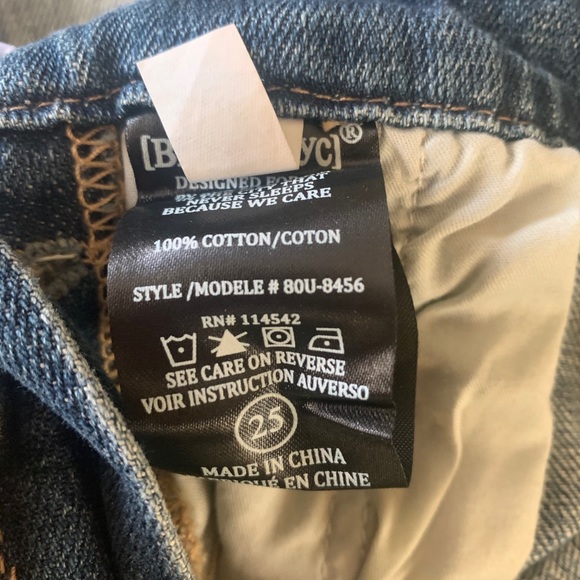 DESIGNED FOR
NEVER SLEEPS
BECAUSE WE CARE
100% COTTON/COTON
STYLE /MODELE # 80U-8456
RN# 114542
SEE CARE ON REVERSE
VOIR INSTRUCTION AUVERSO
25
MADE IN CHINA
EN CHINE